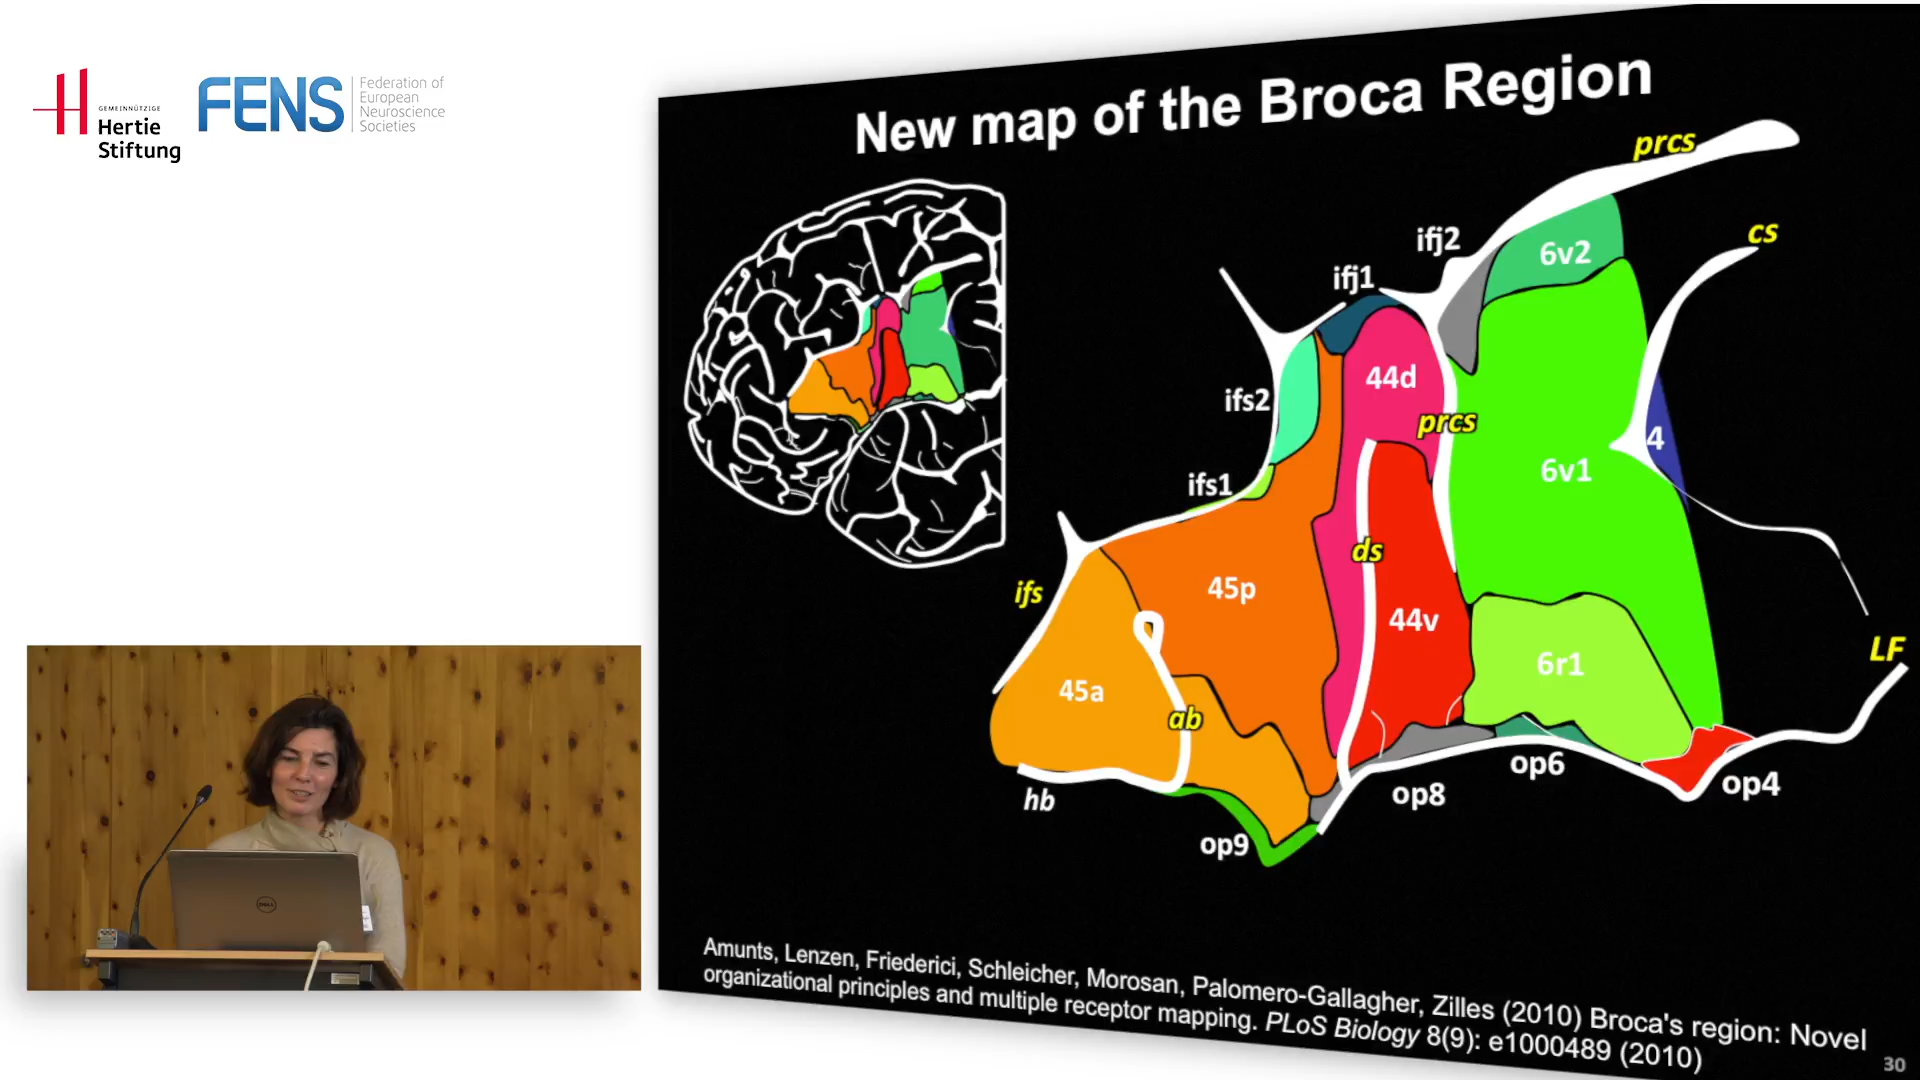 GEMEINNÜTZIGE
Hertie
Stiftung
FENS
Federation of
European
Neuroscience
Societies
New map of the Broca Region
prcs
cs
ifj2
6v2
ifj1
44d
ifs2
prcs
4
6v1
ifs1
ds
ifs
45p
44v
LF
6r1
45a
ab
op6
op4
hb
op8
op9
DELL
Amunts, Lenzen, Friederici, Schleicher, Morosan, Palomero-Gallagher, Zilles (2010) Broca's region: Novel
organizational principles and multiple receptor mapping. PLoS Biology 8(9): e1000489 (2010)
30